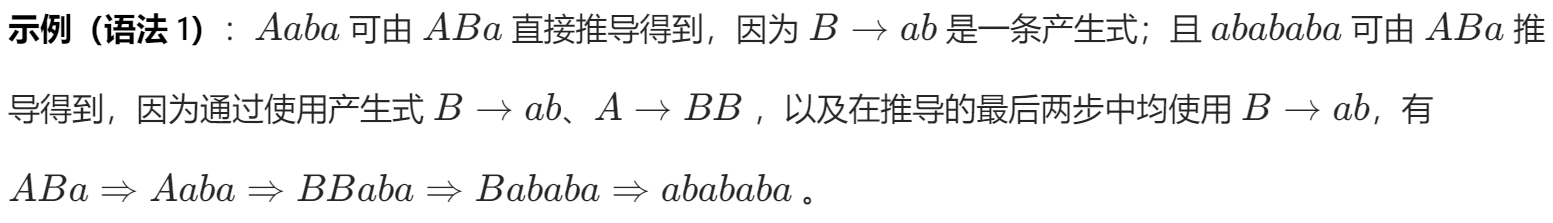 示例（语法 1）：Aaba 可由 ABa 直接推导得到，因为 B → ab 是一条产生式；且 abababa 可由 ABa 推
导得到，因为通过使用产生式 B → ab、A → BB ，以及在推导的最后两步中均使用 B → ab，有
ABa ⇒ Aaba ⇒ BBaba ⇒ Bababa ⇒ abababa 。